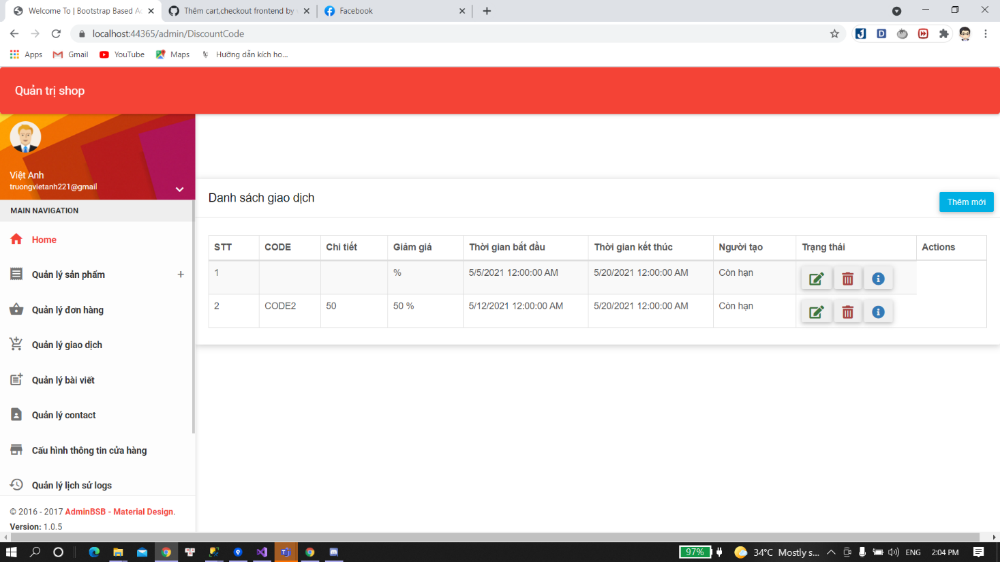 Welcome To | Bootstrap Based Ad
Thêm cart,checkout frontend by
Facebook
localhost:44365/admin/DiscountCode
Apps
Gmail
YouTube
Maps
Hướng dẫn kích ho...
Quản trị shop
Việt Anh
truongvietanh221@gmail
MAIN NAVIGATION
Home
Quản lý sản phẩm
Quản lý đơn hàng
Quản lý giao dịch
Quản lý bài viết
Quản lý contact
Cấu hình thông tin cửa hàng
Quản lý lịch sử logs
© 2016 - 2017 AdminBSB - Material Design.
Version: 1.0.5
Danh sách giao dịch
Thêm mới
STT CODE Chi tiết Giảm giá Thời gian bắt đầu Thời gian kết thúc Người tạo Trạng thái Actions
1 % 5/5/2021 12:00:00 AM 5/20/2021 12:00:00 AM Còn hạn
2 CODE2 50 50 % 5/12/2021 12:00:00 AM 5/20/2021 12:00:00 AM Còn hạn
97% 34°C Mostly s... ENG 2:04 PM